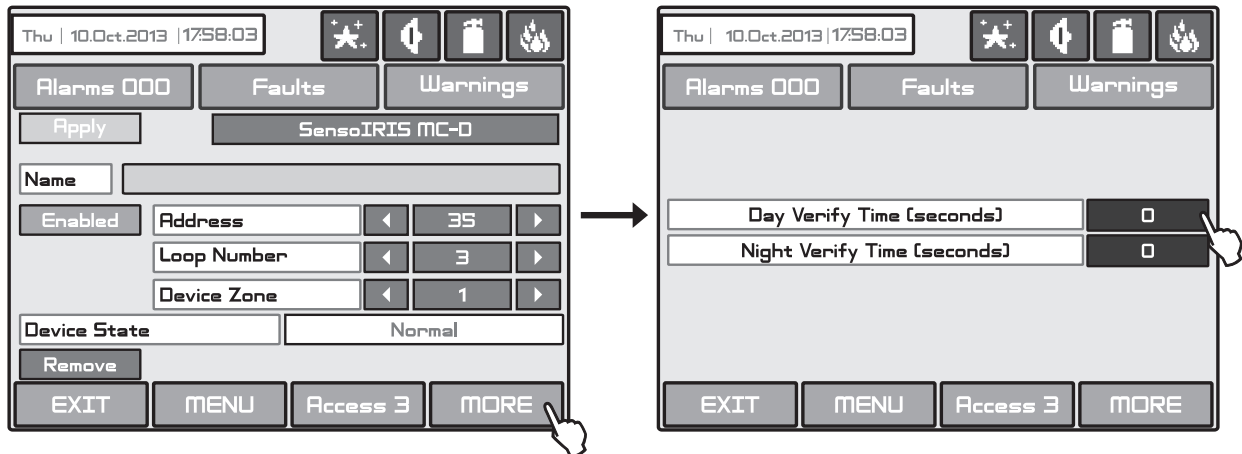 Thu | 10.Oct.2013 | 17:58:03
Alarms 000 Faults Warnings
Apply SensoIRIS MC-D
Name
Enabled Address 35
Loop Number 3
Device Zone 1
Device State Normal
Remove
EXIT MENU Access 3 MORE
Thu | 10.Oct.2013 | 17:58:03
Alarms 000 Faults Warnings
Day Verify Time (seconds) 0
Night Verify Time (seconds) 0
EXIT MENU Access 3 MORE